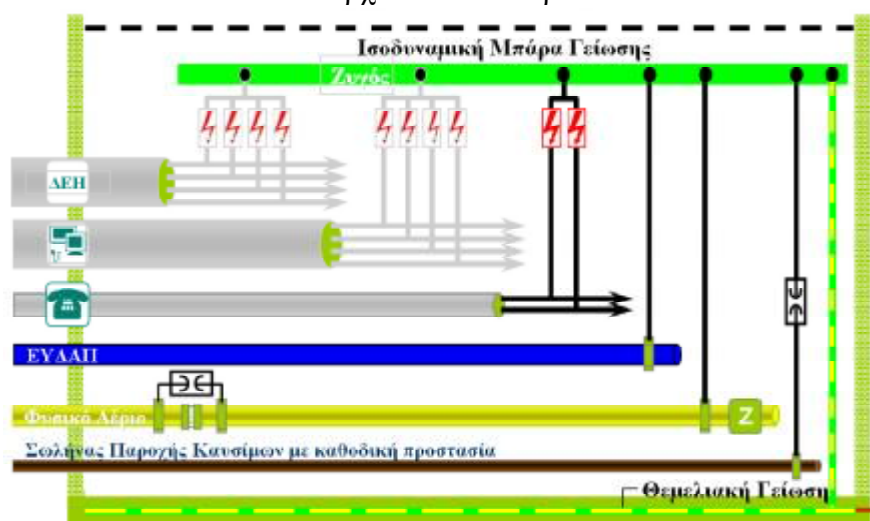 Ισοδυναμική Μπάρα Γείωσης
Ζυγός
ΔΕΗ
ΕΥΔΑΠ
Φυσικό Αέριο
Z
Σωλήνας Παροχής Καυσίμων με καθοδική προστασία
Θεμελιακή Γείωση